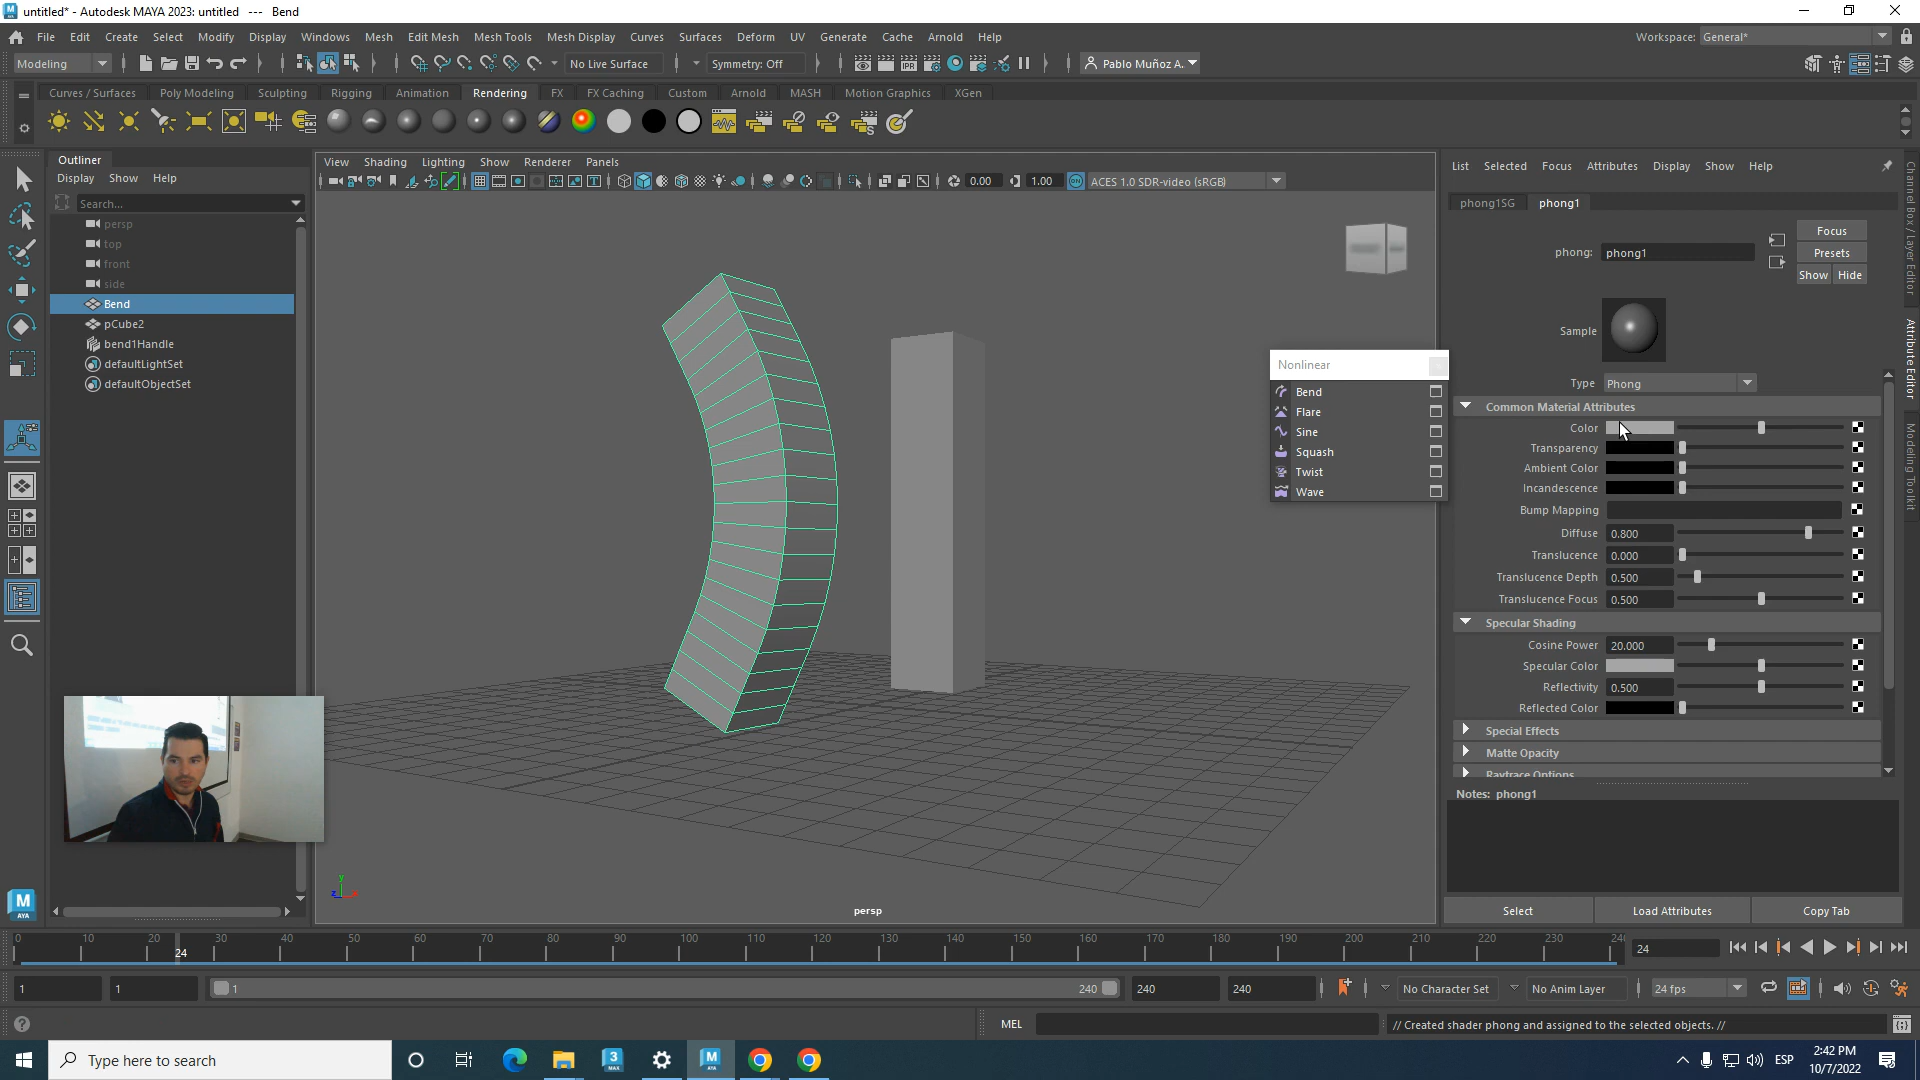 untitled* - Autodesk MAYA 2023: untitled --- Bend
File Edit Create Select Modify Display Windows Mesh Edit Mesh Mesh Tools Mesh Display Curves Surfaces Deform UV Generate Cache Arnold Help
Workspace: General*
Modeling
No Live Surface
Symmetry: Off
Pablo Muñoz A.
Curves / Surfaces Poly Modeling Sculpting Rigging Animation Rendering FX FX Caching Custom Arnold MASH Motion Graphics XGen
Outliner
Display Show Help
Search...
persp
top
front
side
Bend
pCube2
bend1Handle
defaultLightSet
defaultObjectSet
View Shading Lighting Show Renderer Panels
0.00
1.00
ACES 1.0 SDR-video (sRGB)
persp
Nonlinear
Bend
Flare
Sine
Squash
Twist
Wave
List Selected Focus Attributes Display Show Help
phong1SG phong1
phong: phong1
Focus
Presets
Show Hide
Sample
Type Phong
Common Material Attributes
Color
Transparency
Ambient Color
Incandescence
Bump Mapping
Diffuse 0.800
Translucence 0.000
Translucence Depth 0.500
Translucence Focus 0.500
Specular Shading
Cosine Power 20.000
Specular Color
Reflectivity 0.500
Reflected Color
Special Effects
Matte Opacity
Raytrace Options
Notes: phong1
Select Load Attributes Copy Tab
Channel Box / Layer Editor
Attribute Editor
Modeling Toolkit
0 10 20 30 40 50 60 70 80 90 100 110 120 130 140 150 160 170 180 190 200 210 220 230 24
24
24
1 1 1 240 240 240
No Character Set
No Anim Layer
24 fps
MEL
// Created shader phong and assigned to the selected objects. //
Type here to search
ESP
2:42 PM
10/7/2022